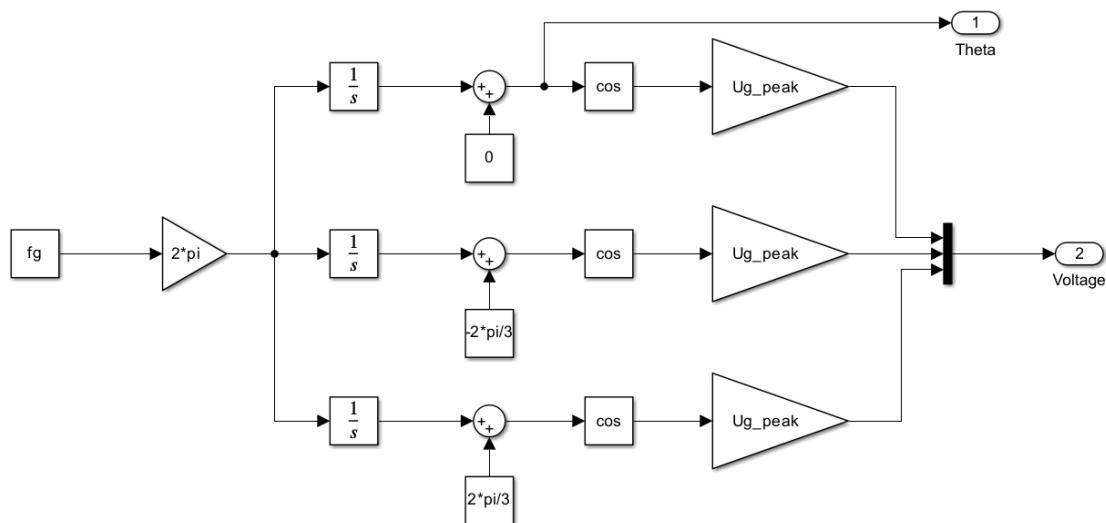 1
Theta
1
s
+
+
cos
Ug_peak
0
fg
2*pi
1
s
+
+
cos
Ug_peak
2
Voltage
-2*pi/3
1
s
+
+
cos
Ug_peak
2*pi/3